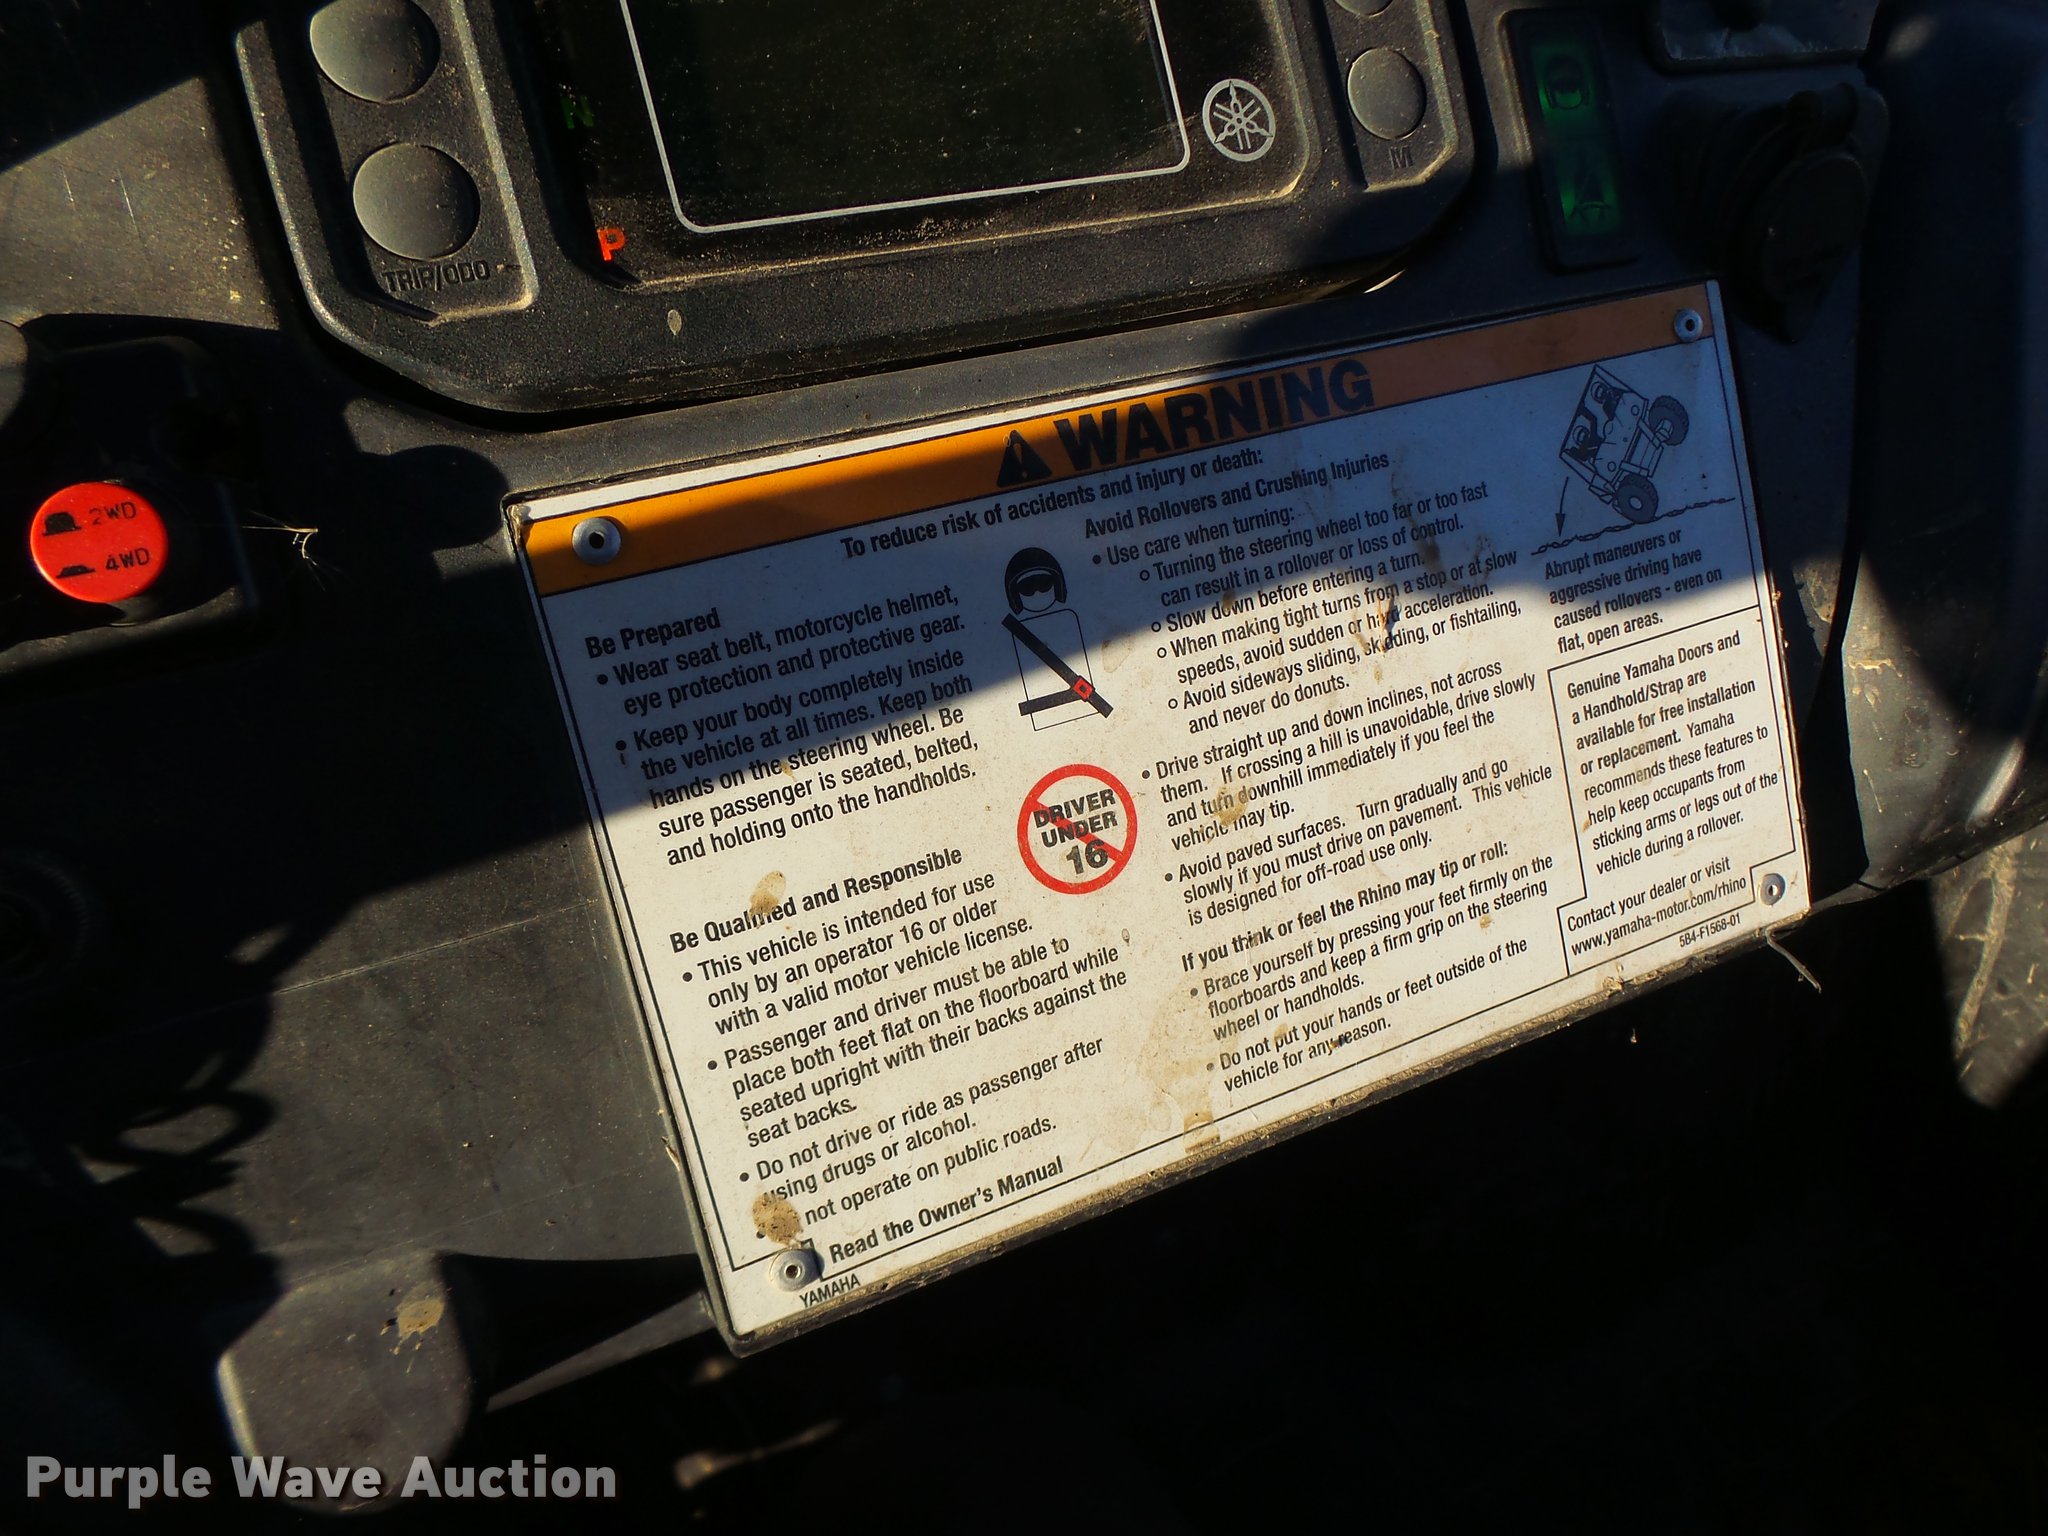 N
P
TRIP/ODO
M
2WD
4WD
WARNING
To reduce risk of accidents and injury or death:
Be Prepared
• Wear seat belt, motorcycle helmet,
eye protection and protective gear.
• Keep your body completely inside
the vehicle at all times. Keep both
hands on the steering wheel. Be
sure passenger is seated, belted,
and holding onto the handholds.
Be Qualified and Responsible
• This vehicle is intended for use
only by an operator 16 or older
with a valid motor vehicle license.
• Passenger and driver must be able to
place both feet flat on the floorboard while
seated upright with their backs against the
seat backs.
• Do not drive or ride as passenger after
using drugs or alcohol.
• not operate on public roads.
Read the Owner's Manual
YAMAHA
DRIVER
UNDER
16
Avoid Rollovers and Crushing Injuries
• Use care when turning:
o Turning the steering wheel too far or too fast
can result in a rollover or loss of control.
o Slow down before entering a turn.
o When making tight turns from a stop or at slow
speeds, avoid sudden or hard acceleration.
o Avoid sideways sliding, skidding, or fishtailing,
and never do donuts.
• Drive straight up and down inclines, not across
them. If crossing a hill is unavoidable, drive slowly
and turn downhill immediately if you feel the
vehicle may tip.
• Avoid paved surfaces. Turn gradually and go
slowly if you must drive on pavement. This vehicle
is designed for off-road use only.
If you think or feel the Rhino may tip or roll:
• Brace yourself by pressing your feet firmly on the
floorboards and keep a firm grip on the steering
wheel or handholds.
• Do not put your hands or feet outside of the
vehicle for any reason.
Abrupt maneuvers or
aggressive driving have
caused rollovers - even on
flat, open areas.
Genuine Yamaha Doors and
a Handhold/Strap are
available for free installation
or replacement. Yamaha
recommends these features to
help keep occupants from
sticking arms or legs out of the
vehicle during a rollover.
Contact your dealer or visit
www.yamaha-motor.com/rhino
5B4-F1568-01
Purple Wave Auction